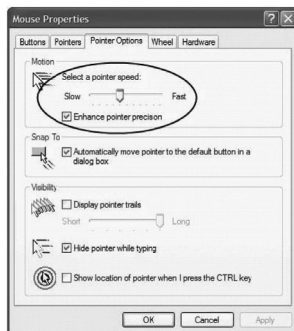 Mouse Properties
Buttons Pointers Pointer Options Wheel Hardware
Motion
Select a pointer speed:
Slow Fast
Enhance pointer precision
Snap To
Automatically move pointer to the default button in a
dialog box
Visibility
Display pointer trails
Short Long
Hide pointer while typing
Show location of pointer when I press the CTRL key
OK Cancel Apply